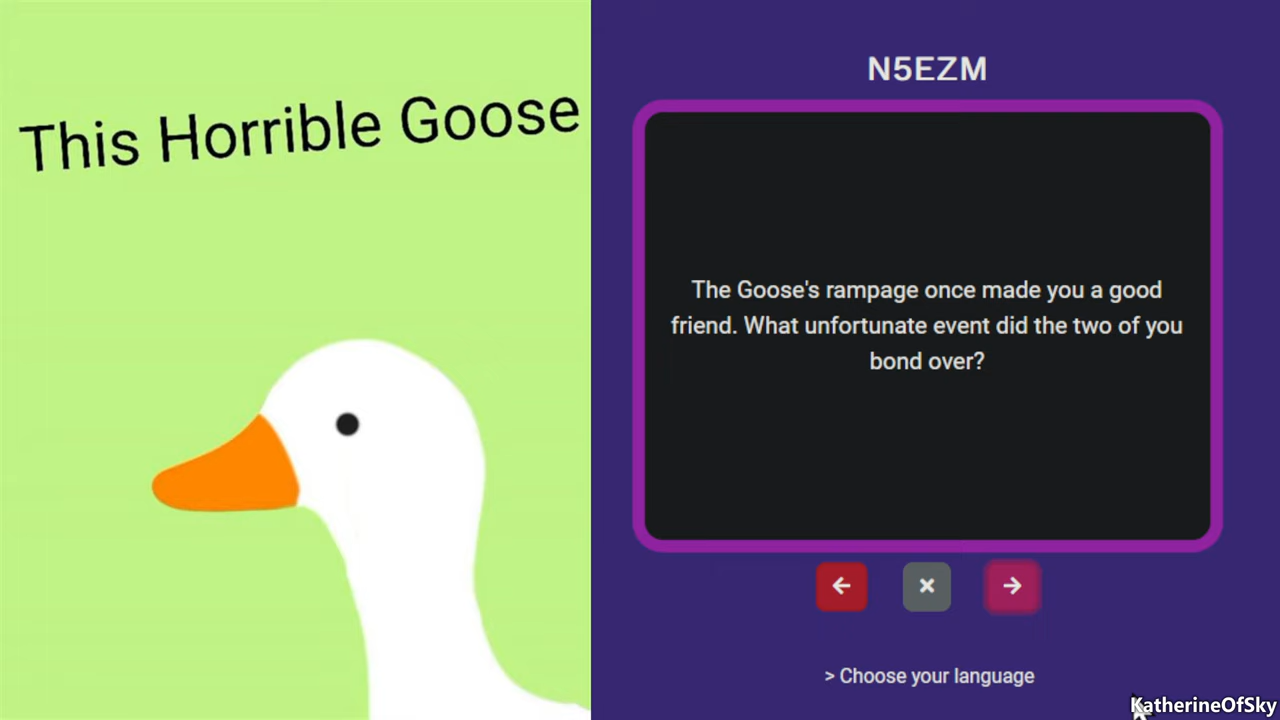 This Horrible Goose
N5EZM
The Goose's rampage once made you a good
friend. What unfortunate event did the two of you
bond over?
> Choose your language
KatherineOfSky